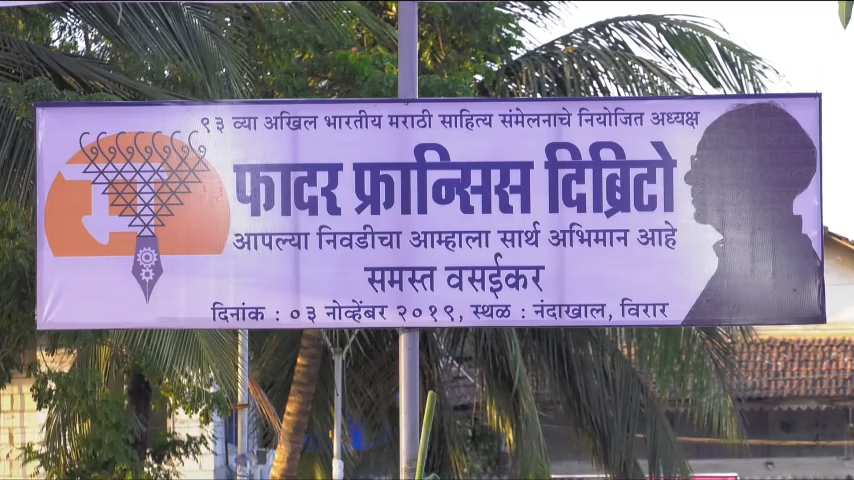 ९३ व्या अखिल भारतीय मराठी साहित्य संमेलनाचे नियोजित अध्यक्ष
फादर फ्रान्सिस दिब्रिटो
आपल्या निवडीचा आम्हाला सार्थ अभिमान आहे
समस्त वसईकर
दिनांक : ०३ नोव्हेंबर २०१९, स्थळ : नंदाखाल, विरार